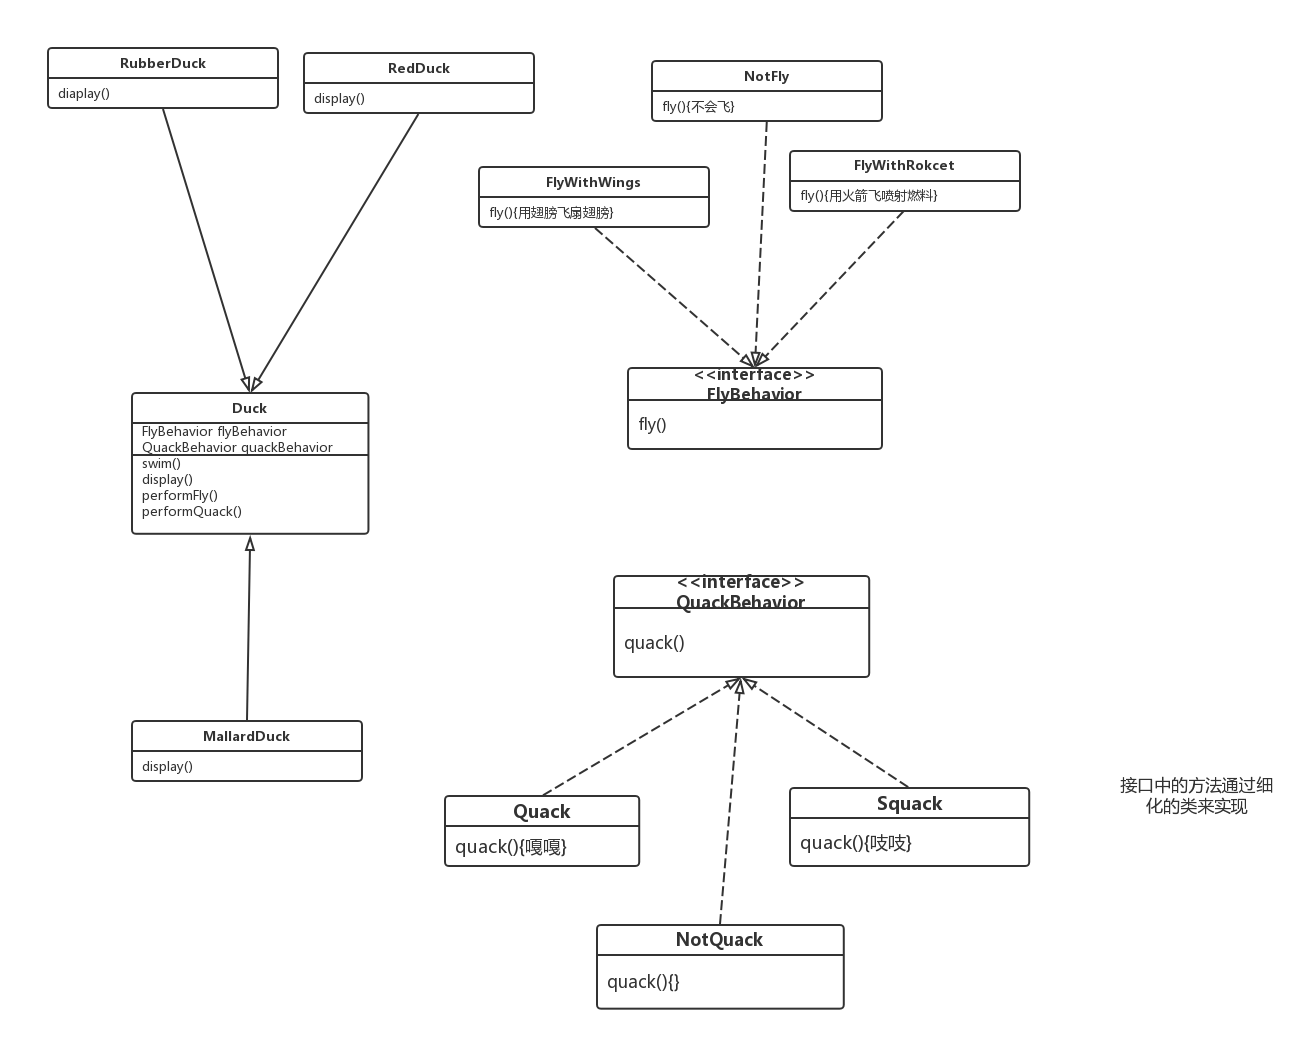 RubberDuck
diaplay()
RedDuck
display()
NotFly
fly(){不会飞}
FlyWithWings
fly(){用翅膀飞扇翅膀}
FlyWithRokcet
fly(){用火箭飞喷射燃料}
<<interface>>
FlyBehavior
fly()
Duck
FlyBehavior flyBehavior
QuackBehavior quackBehavior
swim()
display()
performFly()
performQuack()
<<interface>>
QuackBehavior
quack()
MallardDuck
display()
Quack
quack(){嘎嘎}
Squack
quack(){吱吱}
接口中的方法通过细
化的类来实现
NotQuack
quack(){}